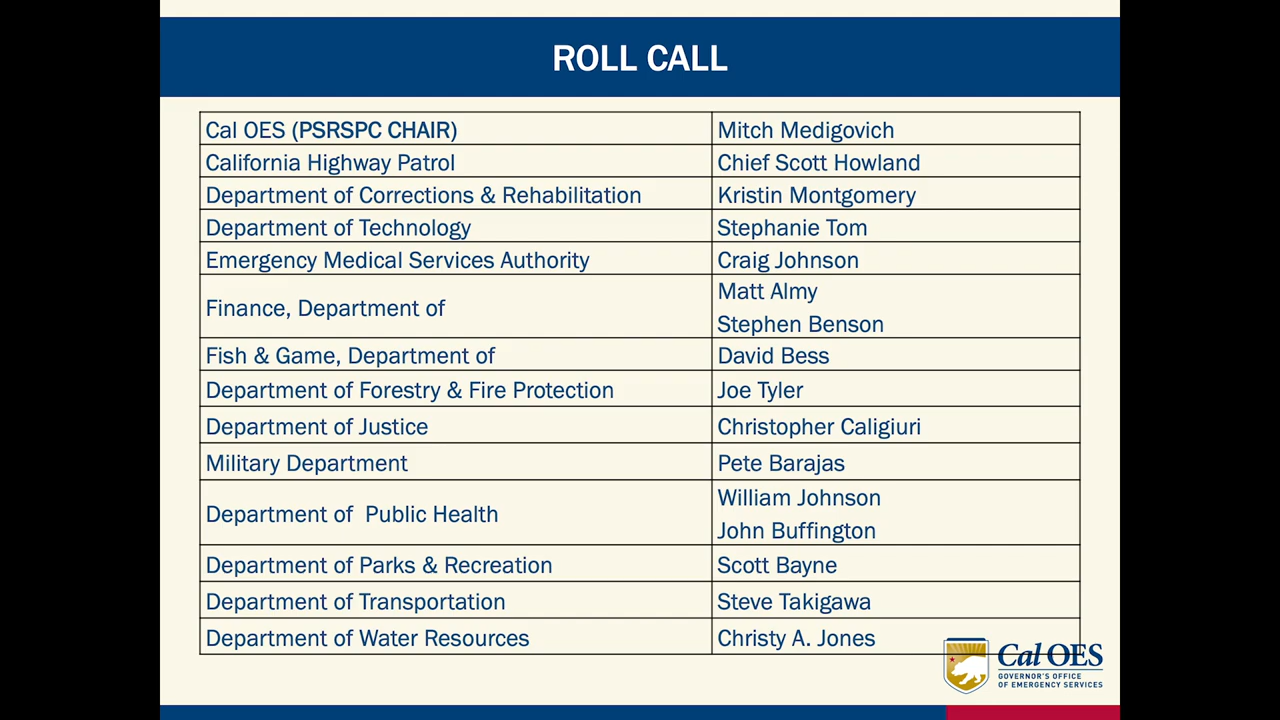 ROLL CALL
Cal OES (PSRSPC CHAIR) Mitch Medigovich
California Highway Patrol Chief Scott Howland
Department of Corrections & Rehabilitation Kristin Montgomery
Department of Technology Stephanie Tom
Emergency Medical Services Authority Craig Johnson
Finance, Department of Matt Almy
Stephen Benson
Fish & Game, Department of David Bess
Department of Forestry & Fire Protection Joe Tyler
Department of Justice Christopher Caligiuri
Military Department Pete Barajas
Department of Public Health William Johnson
John Buffington
Department of Parks & Recreation Scott Bayne
Department of Transportation Steve Takigawa
Department of Water Resources Christy A. Jones
Cal OES
GOVERNOR'S OFFICE
OF EMERGENCY SERVICES